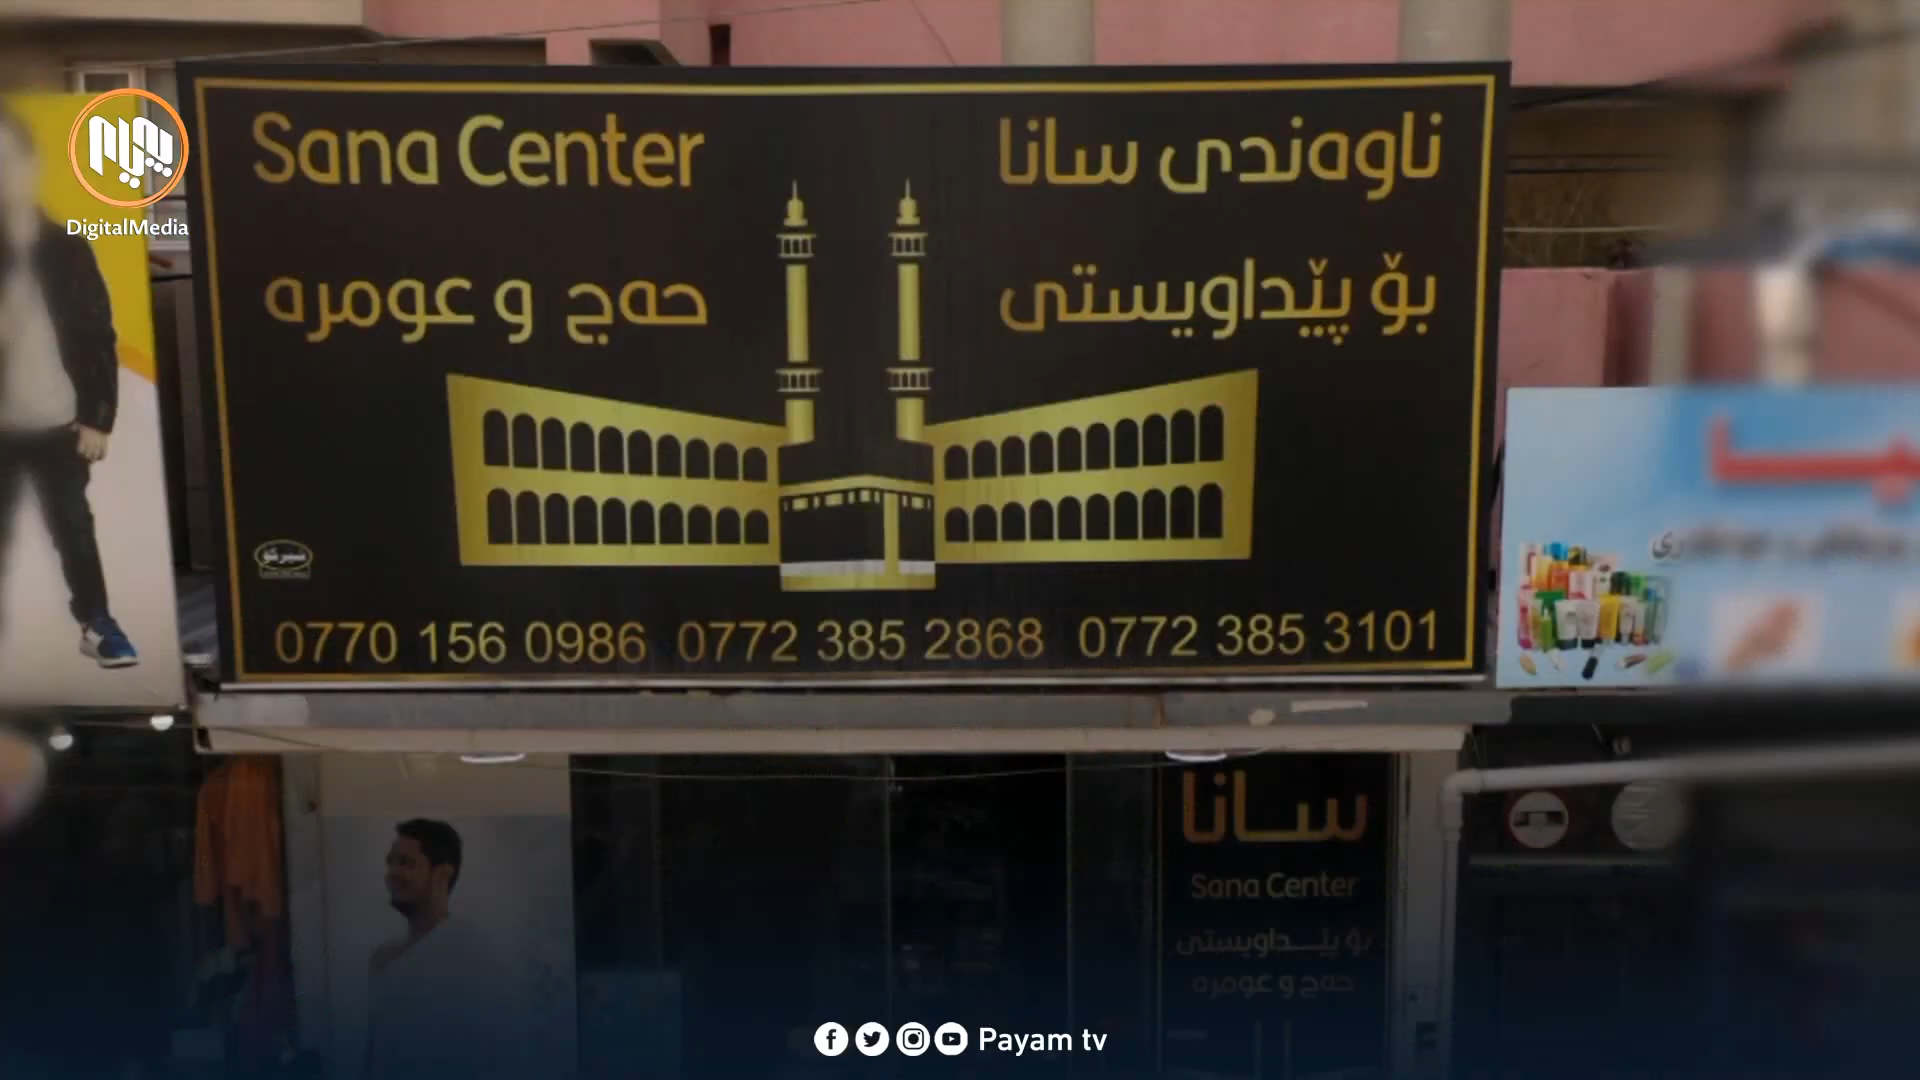 پەیام
DigitalMedia
Sana Center
ناوەندی سانا
بۆ پێداویستی
حەج و عومرە
0770 156 0986 0772 385 2868 0772 385 3101
سانا
Sana Center
بۆ پێداویستی
حەج و عومرە
Payam tv